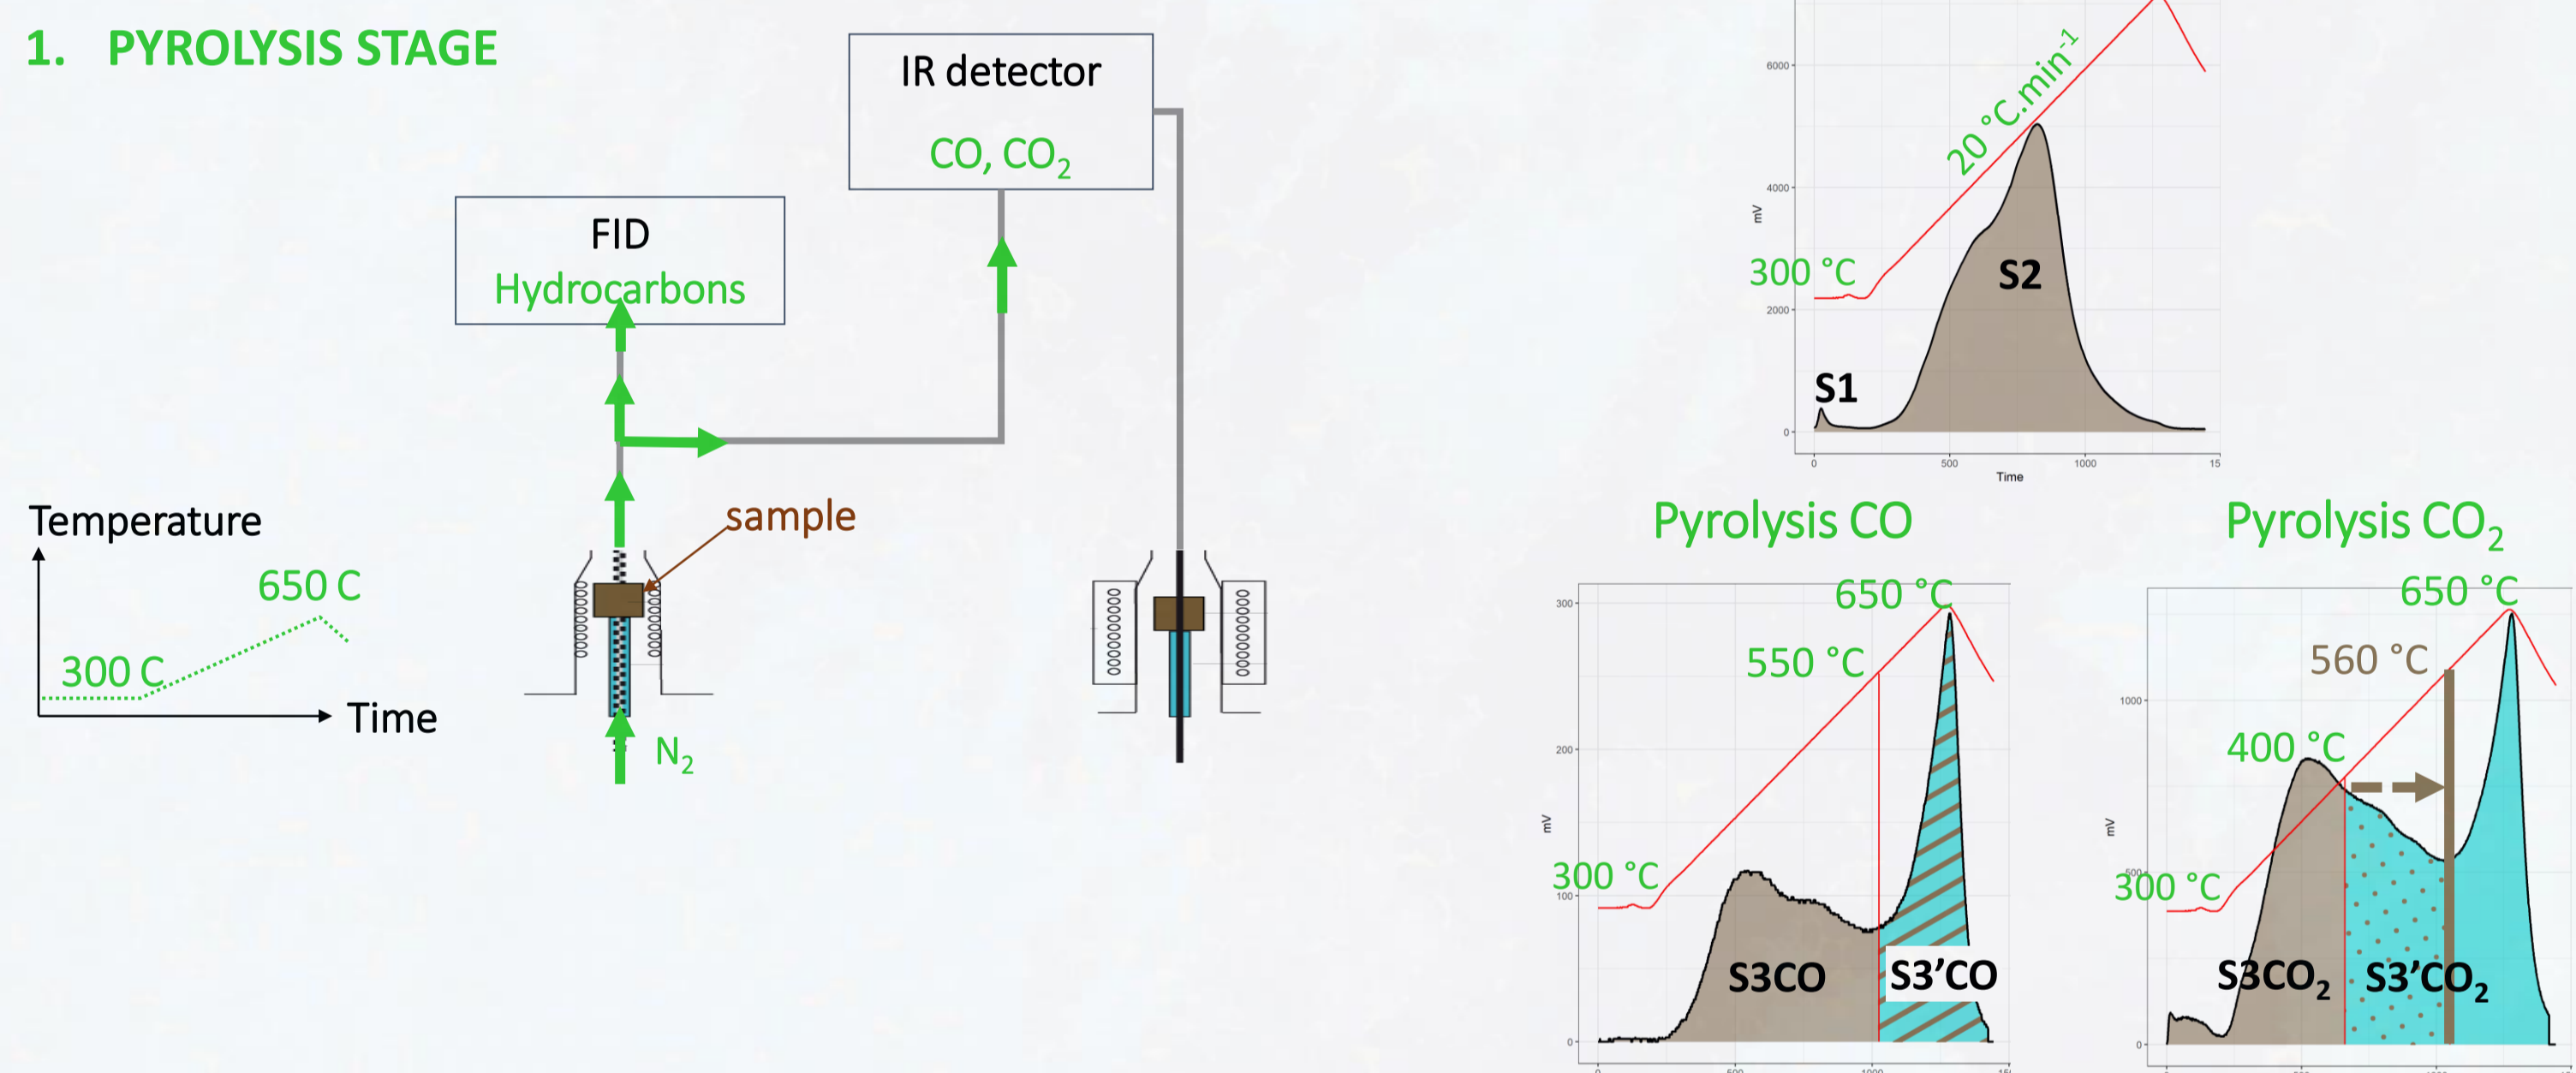 1. PYROLYSIS STAGE
IR detector
CO, CO₂
FID
Hydrocarbons
sample
Temperature
650 C
300 C
Time
N₂
6000
4000
2000
0
mV
20 °C.min⁻¹
300 °C
S1
S2
0
500
1000
15
Time
Pyrolysis CO
300
200
100
0
mV
650 °C
550 °C
300 °C
S3CO
S3’CO
Pyrolysis CO₂
1000
500
0
mV
650 °C
560 °C
400 °C
300 °C
S3CO₂
S3’CO₂